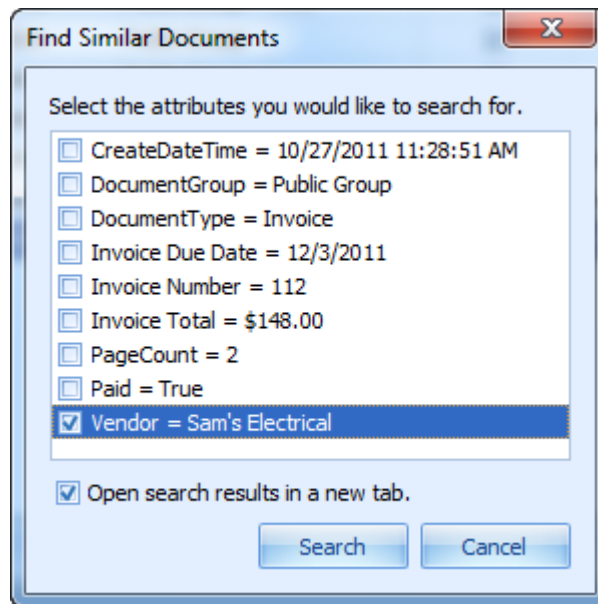 Find Similar Documents
Select the attributes you would like to search for.
CreateDateTime = 10/27/2011 11:28:51 AM
DocumentGroup = Public Group
DocumentType = Invoice
Invoice Due Date = 12/3/2011
Invoice Number = 112
Invoice Total = $148.00
PageCount = 2
Paid = True
Vendor = Sam's Electrical
Open search results in a new tab.
Search
Cancel